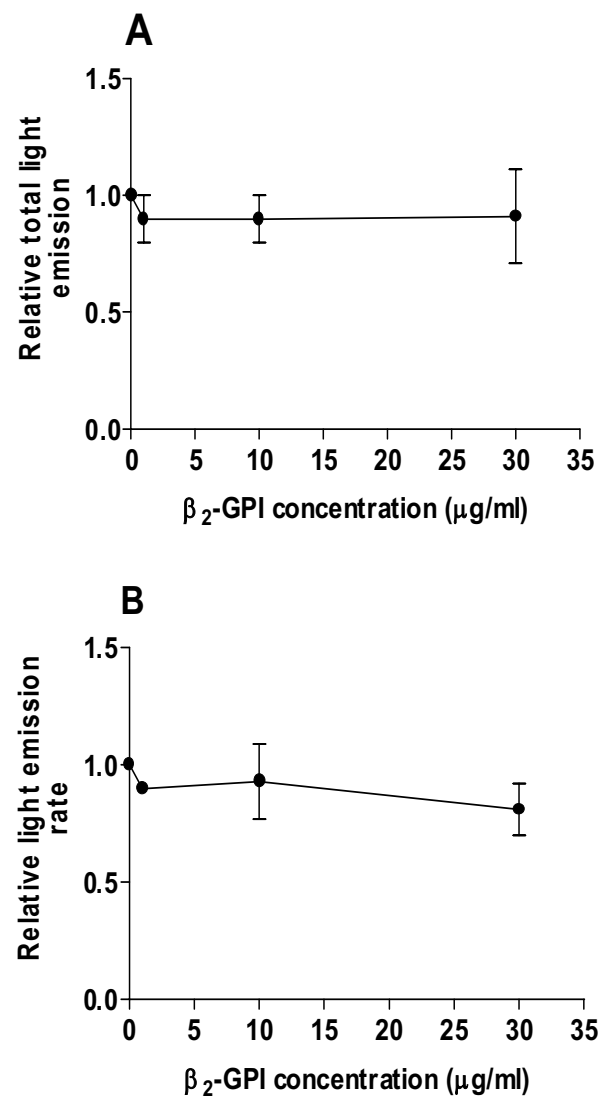 A
Relative total light
emission
1.5
1.0
0.5
0.0
0 5 10 15 20 25 30 35
β2-GPI concentration (μg/ml)
B
Relative light emission
rate
1.5
1.0
0.5
0.0
0 5 10 15 20 25 30 35
β2-GPI concentration (μg/ml)